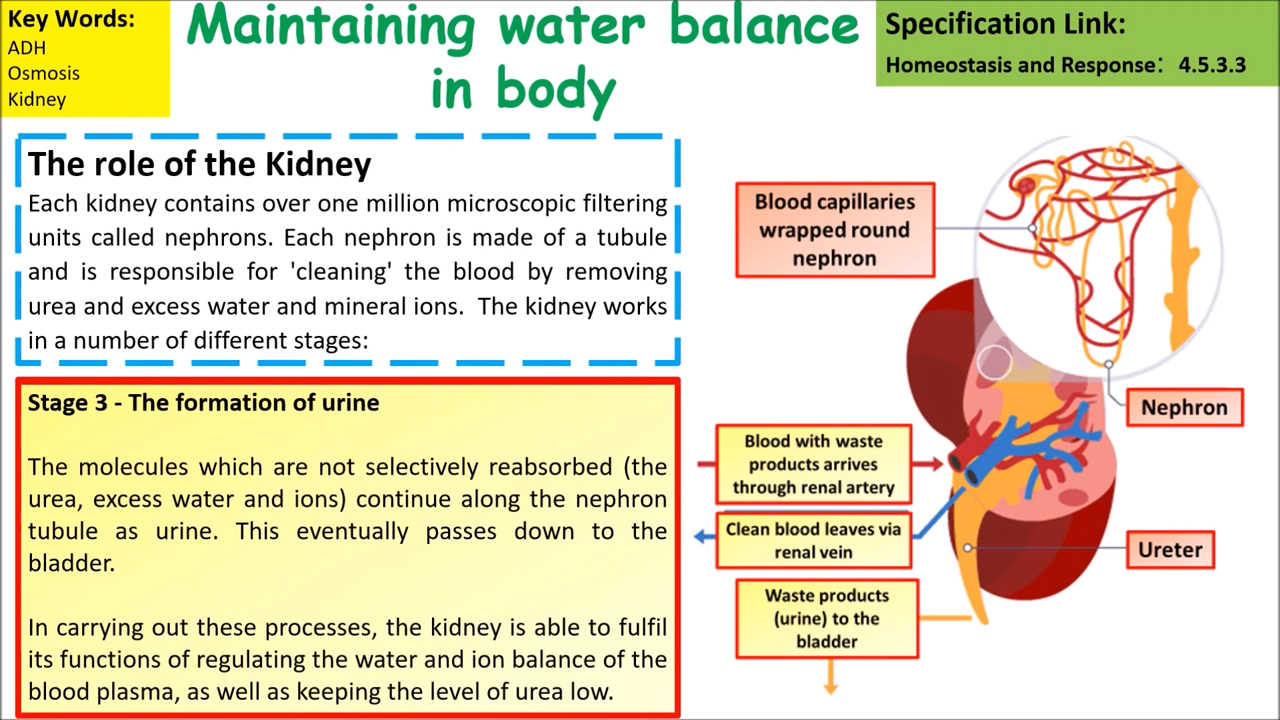 Key Words:
ADH
Osmosis
Kidney
Maintaining water balance
in body
Specification Link:
Homeostasis and Response: 4.5.3.3
The role of the Kidney
Each kidney contains over one million microscopic filtering
units called nephrons. Each nephron is made of a tubule
and is responsible for 'cleaning' the blood by removing
urea and excess water and mineral ions. The kidney works
in a number of different stages:
Stage 3 - The formation of urine
The molecules which are not selectively reabsorbed (the
urea, excess water and ions) continue along the nephron
tubule as urine. This eventually passes down to the
bladder.
In carrying out these processes, the kidney is able to fulfil
its functions of regulating the water and ion balance of the
blood plasma, as well as keeping the level of urea low.
Blood capillaries
wrapped round
nephron
Nephron
Blood with waste
products arrives
through renal artery
Clean blood leaves via
renal vein
Ureter
Waste products
(urine) to the
bladder